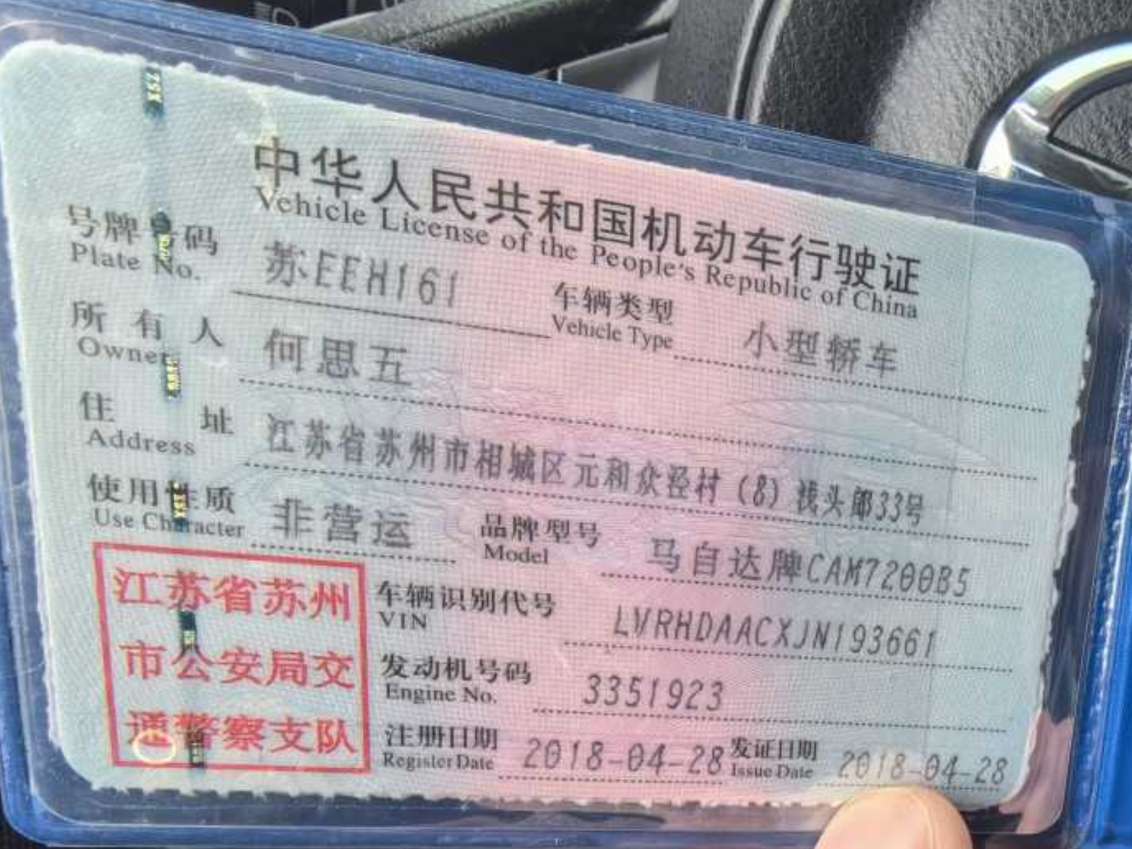 中华人民共和国机动车行驶证
Vehicle License of the People's Republic of China
号牌号码 苏EEH161 车辆类型 小型轿车
Plate No. Vehicle Type
所有人 何思五
Owner
住址 江苏省苏州市相城区元和众泾村(8)浅头郎33号
Address
使用性质 非营运 品牌型号 马自达牌CAM7200B5
Use Character Model
江苏省苏州
市公安局交
通警察支队
车辆识别代号 LVRHDAACXJN193661
VIN
发动机号码 3351923
Engine No.
注册日期 2018-04-28 发证日期 2018-04-28
Register Date Issue Date